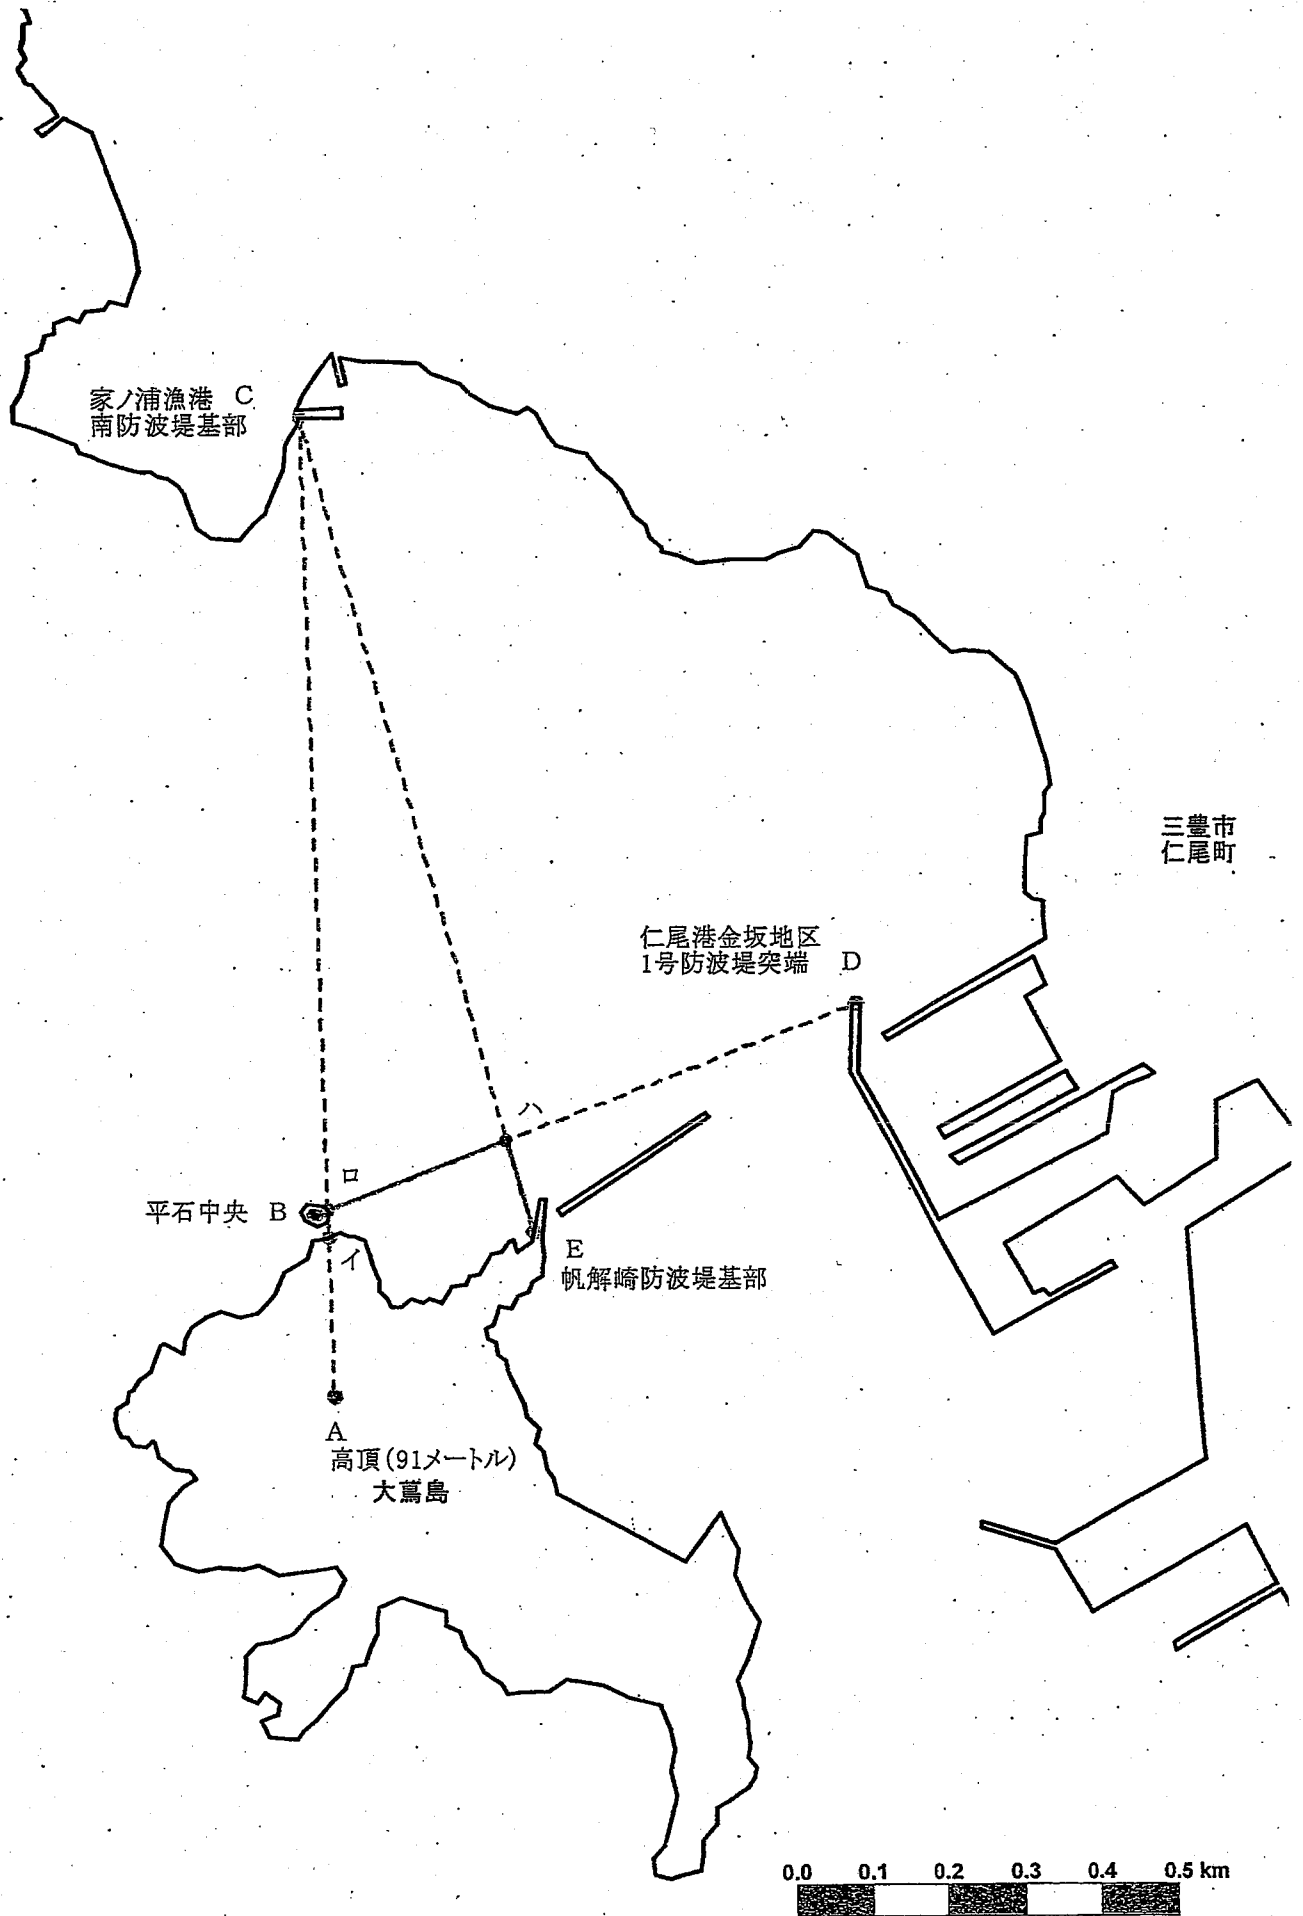 家ノ浦漁港 C
南防波堤基部
三豊市
仁尾町
仁尾港金坂地区
1号防波堤突端 D
ハ
ロ
平石中央 B
イ
E
帆解崎防波堤基部
A
高頂(91メートル)
大蔦島
0.0 0.1 0.2 0.3 0.4 0.5 km